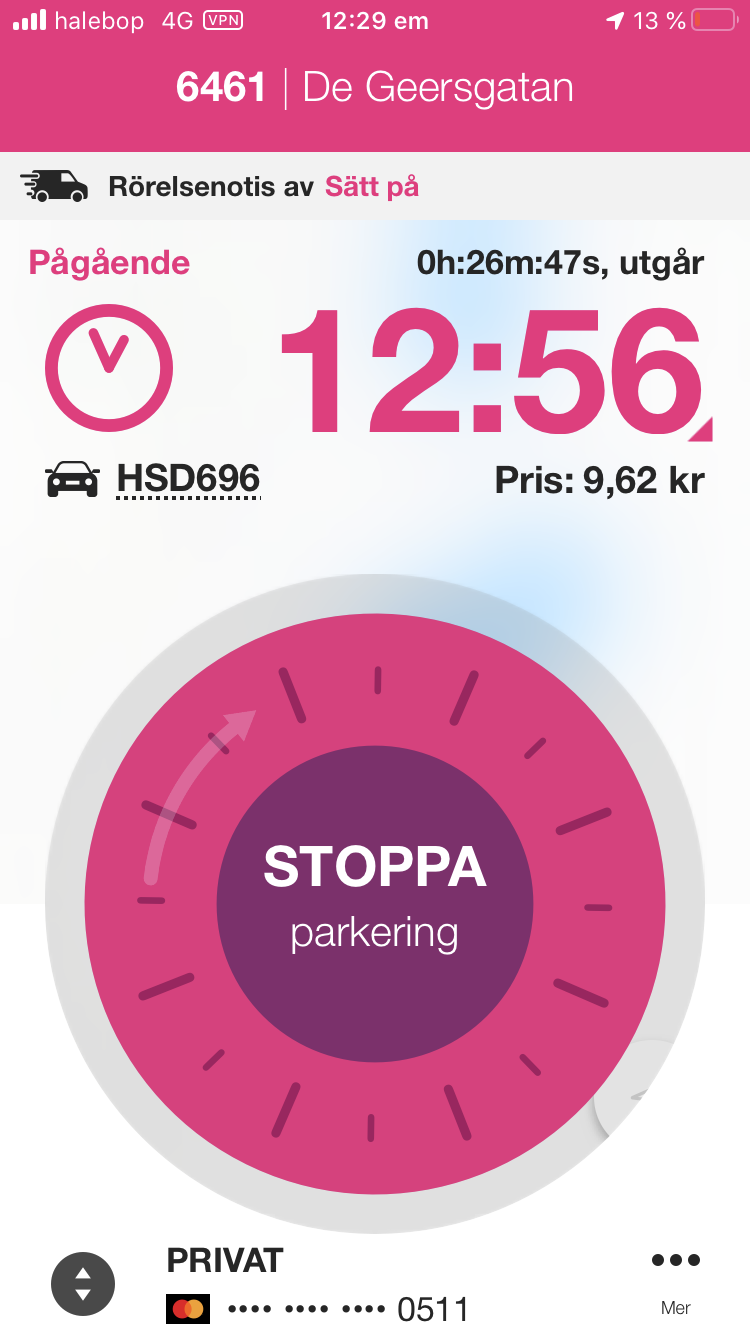 halebop 4G VPN 12:29 em 13 %
6461 | De Geersgatan
Rörelsenotis av Sätt på
Pågående 0h:26m:47s, utgår
12:56
HSD696 Pris: 9,62 kr
STOPPA
parkering
PRIVAT
•••• •••• •••• 0511 Mer